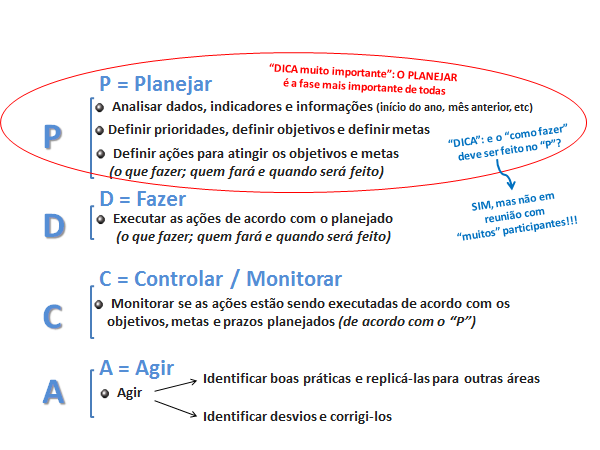 P = Planejar
“DICA muito importante”: O PLANEJAR
é a fase mais importante de todas
P
Analisar dados, indicadores e informações (início do ano, mês anterior, etc)
Definir prioridades, definir objetivos e definir metas
Definir ações para atingir os objetivos e metas
(o que fazer; quem fará e quando será feito)
“DICA”: e o “como fazer”
deve ser feito no “P”?
SIM, mas não em
reunião com
“muitos” participantes!!!
D = Fazer
D
Executar as ações de acordo com o planejado
(o que fazer; quem fará e quando será feito)
C = Controlar / Monitorar
C
Monitorar se as ações estão sendo executadas de acordo com os
objetivos, metas e prazos planejados (de acordo com o “P”)
A = Agir
A
Agir
Identificar boas práticas e replicá-las para outras áreas
Identificar desvios e corrigi-los